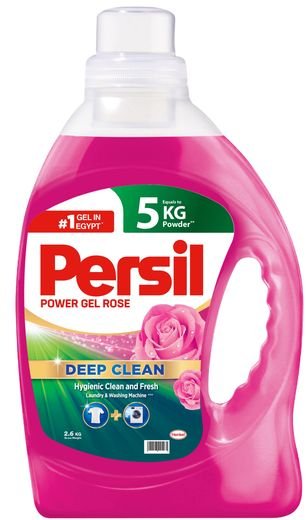 #1 GEL IN
EGYPT*
5 Equals to
KG
Powder**
Persil
POWER GEL ROSE
DEEP CLEAN
Hygienic Clean and Fresh
Laundry & Washing Machine ***
+
2.6 KG
Henkel